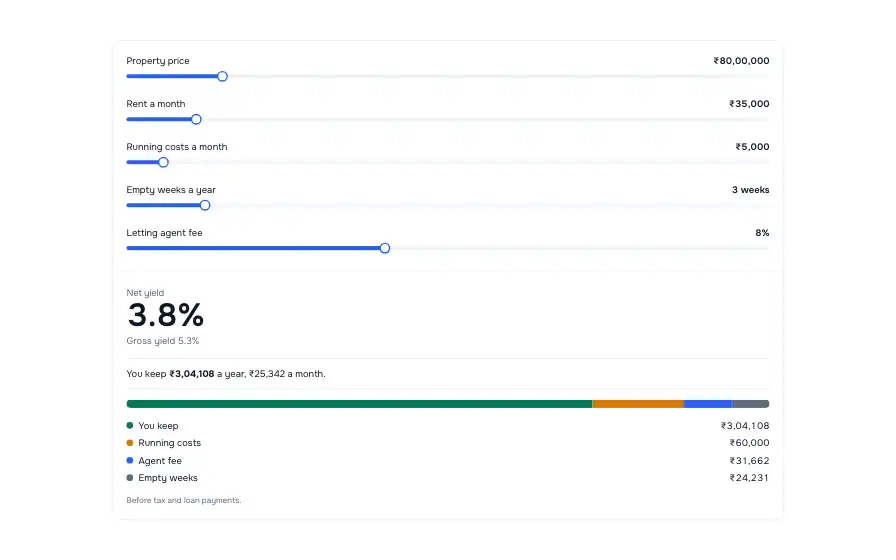 Property price ₹80,00,000
Rent a month ₹35,000
Running costs a month ₹5,000
Empty weeks a year 3 weeks
Letting agent fee 8%
Net yield
3.8%
Gross yield 5.3%
You keep ₹3,04,108 a year, ₹25,342 a month.
You keep ₹3,04,108
Running costs ₹60,000
Agent fee ₹31,662
Empty weeks ₹24,231
Before tax and loan payments.